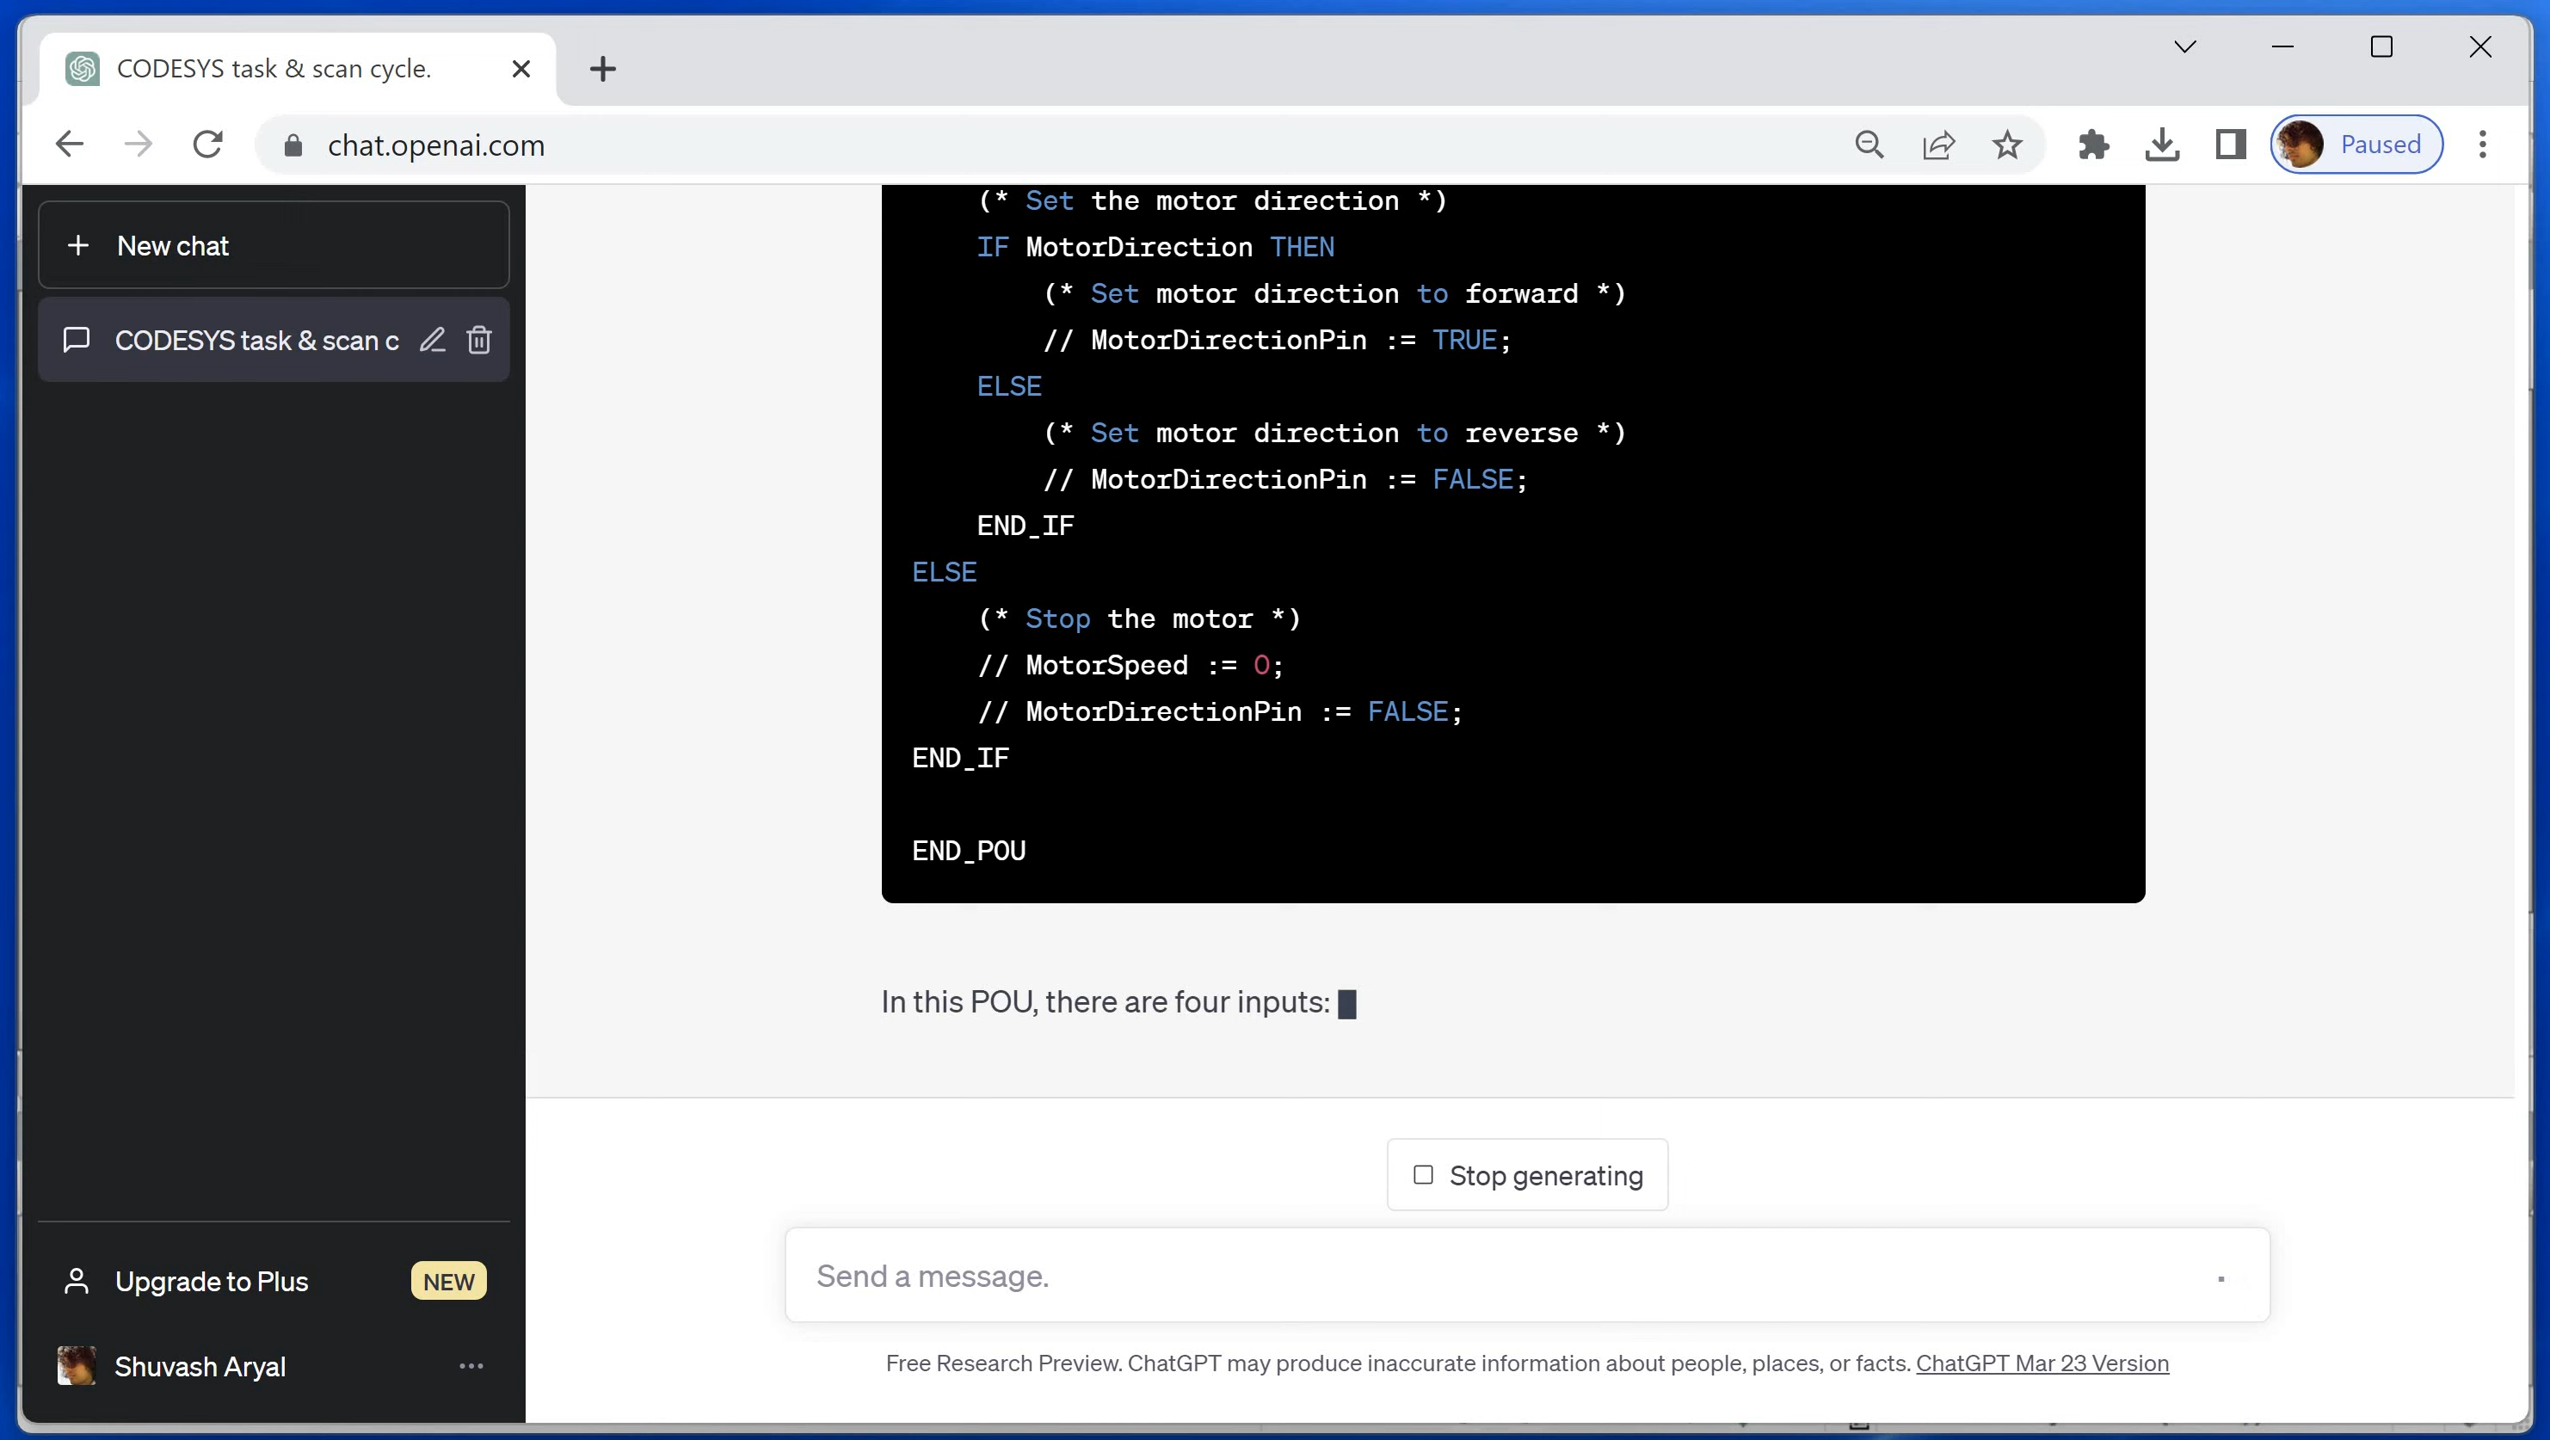 CODESYS task & scan cycle.
chat.openai.com
Paused
New chat
CODESYS task & scan c
(* Set the motor direction *)
IF MotorDirection THEN
(* Set motor direction to forward *)
// MotorDirectionPin := TRUE;
ELSE
(* Set motor direction to reverse *)
// MotorDirectionPin := FALSE;
END_IF
ELSE
(* Stop the motor *)
// MotorSpeed := 0;
// MotorDirectionPin := FALSE;
END_IF
END_POU
In this POU, there are four inputs:
Stop generating
Send a message.
Upgrade to Plus NEW
Shuvash Aryal
Free Research Preview. ChatGPT may produce inaccurate information about people, places, or facts. ChatGPT Mar 23 Version